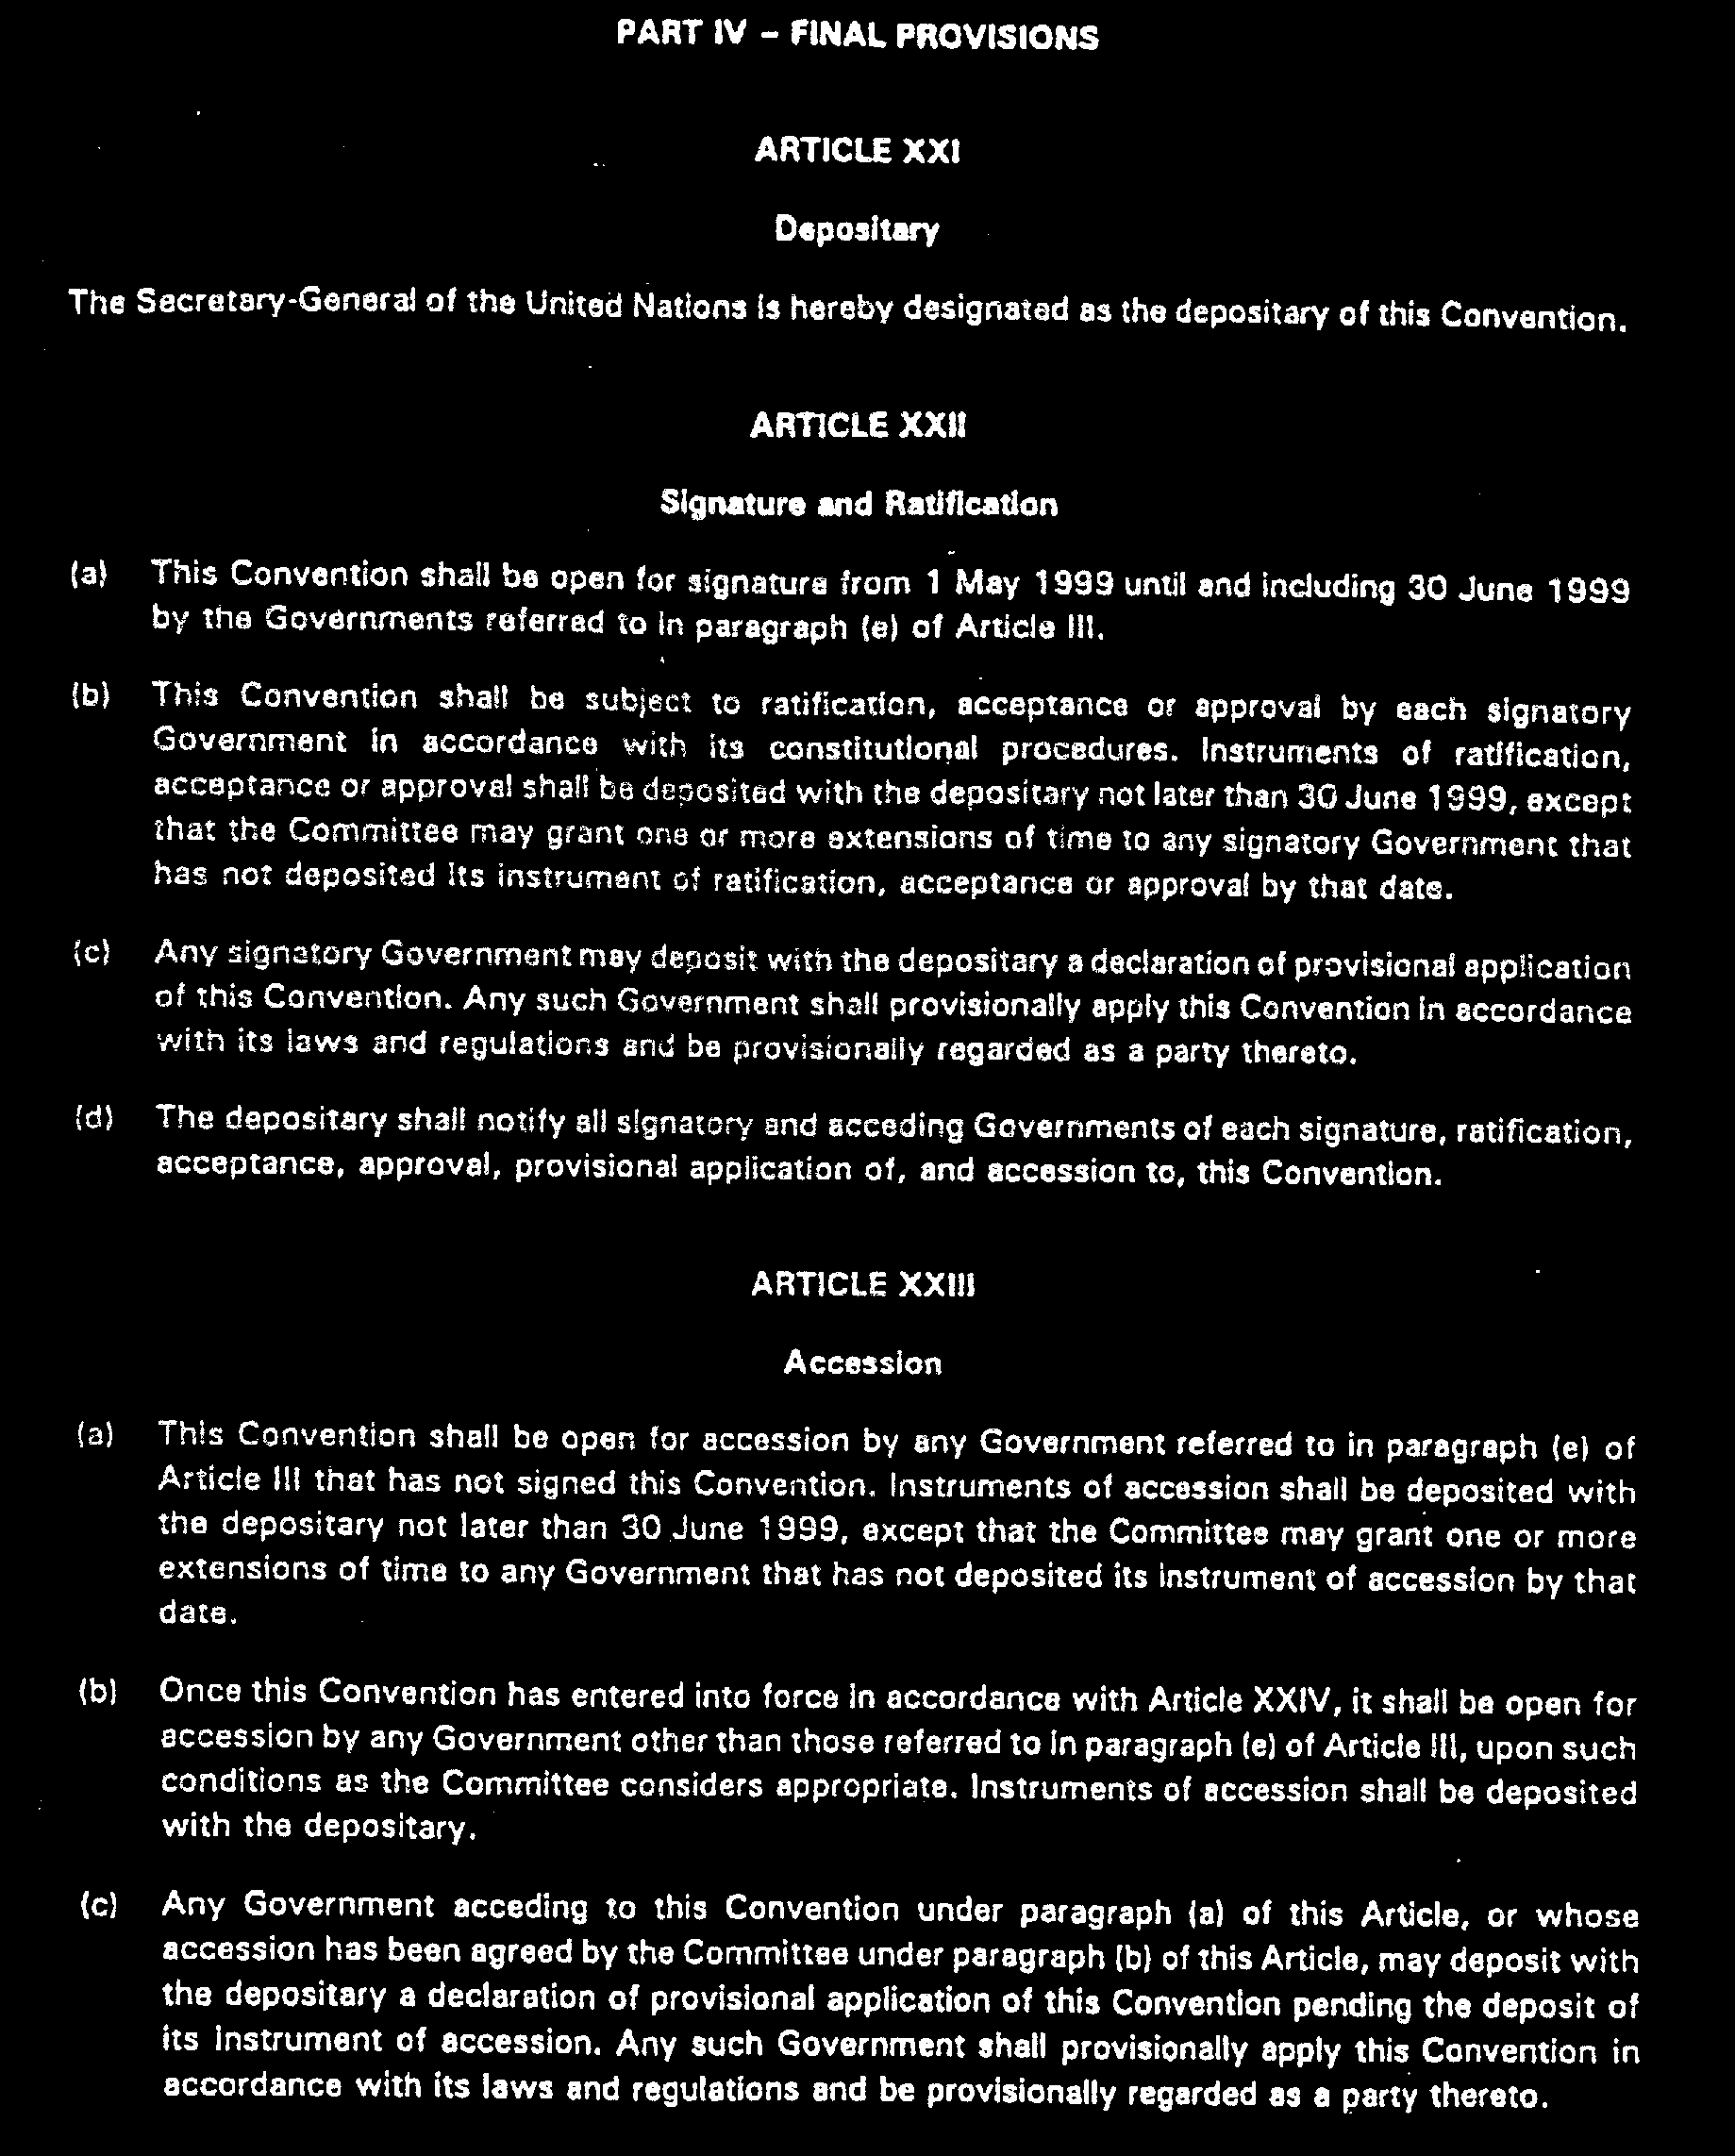 PART IV – FINAL PROVISIONS
ARTICLE XXI
Depositary
The Secretary-General of the United Nations is hereby designated as the depositary of this Convention.
ARTICLE XXII
Signature and Ratification
(a) This Convention shall be open for signature from 1 May 1999 until and including 30 June 1999
by the Governments referred to in paragraph (e) of Article III.
(b) This Convention shall be subject to ratification, acceptance or approval by each signatory
Government in accordance with its constitutional procedures. Instruments of ratification,
acceptance or approval shall be deposited with the depositary not later than 30 June 1999, except
that the Committee may grant one or more extensions of time to any signatory Government that
has not deposited its instrument of ratification, acceptance or approval by that date.
(c) Any signatory Government may deposit with the depositary a declaration of provisional application
of this Convention. Any such Government shall provisionally apply this Convention in accordance
with its laws and regulations and be provisionally regarded as a party thereto.
(d) The depositary shall notify all signatory and acceding Governments of each signature, ratification,
acceptance, approval, provisional application of, and accession to, this Convention.
ARTICLE XXIII
Accession
(a) This Convention shall be open for accession by any Government referred to in paragraph (e) of
Article III that has not signed this Convention. Instruments of accession shall be deposited with
the depositary not later than 30 June 1999, except that the Committee may grant one or more
extensions of time to any Government that has not deposited its instrument of accession by that
date.
(b) Once this Convention has entered into force in accordance with Article XXIV, it shall be open for
accession by any Government other than those referred to in paragraph (e) of Article III, upon such
conditions as the Committee considers appropriate. Instruments of accession shall be deposited
with the depositary.
(c) Any Government acceding to this Convention under paragraph (a) of this Article, or whose
accession has been agreed by the Committee under paragraph (b) of this Article, may deposit with
the depositary a declaration of provisional application of this Convention pending the deposit of
its instrument of accession. Any such Government shall provisionally apply this Convention in
accordance with its laws and regulations and be provisionally regarded as a party thereto.